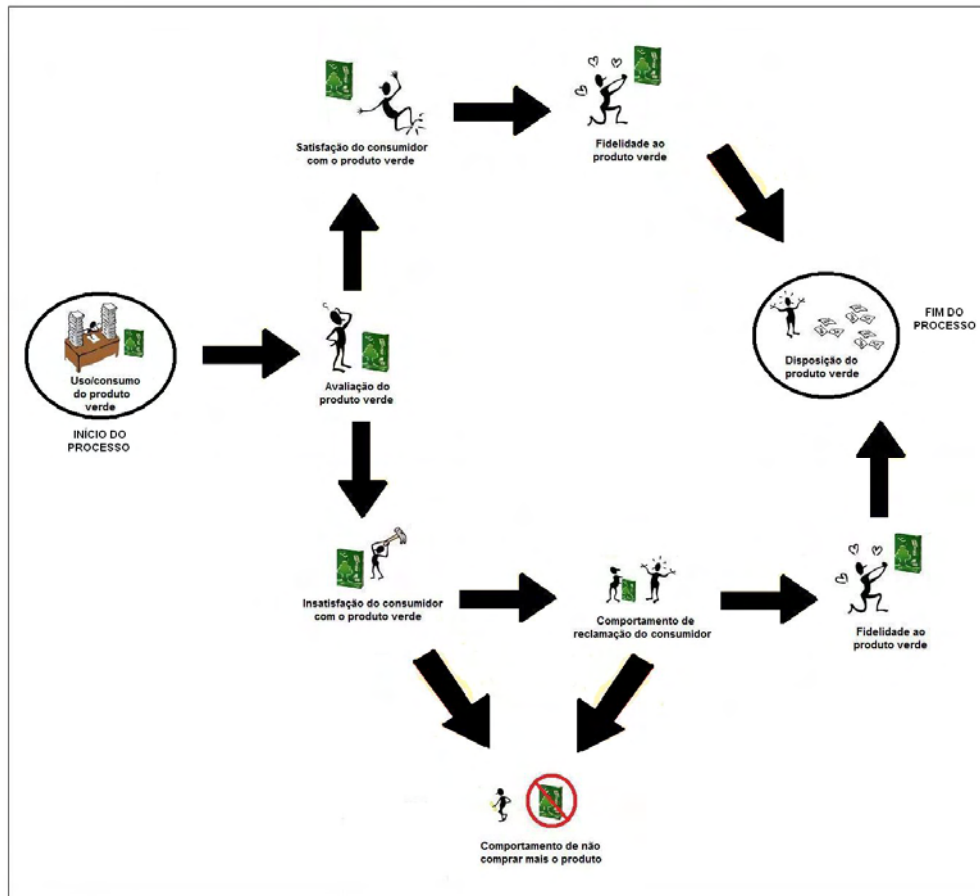 Satisfação do consumidor
com o produto verde
Fidelidade ao
produto verde
Uso/consumo
do produto
verde
INÍCIO DO
PROCESSO
Avaliação do
produto verde
Disposição do
produto verde
FIM DO
PROCESSO
Insatisfação do consumidor
com o produto verde
Comportamento de
reclamação do consumidor
Fidelidade ao
produto verde
Comportamento de não
comprar mais o produto